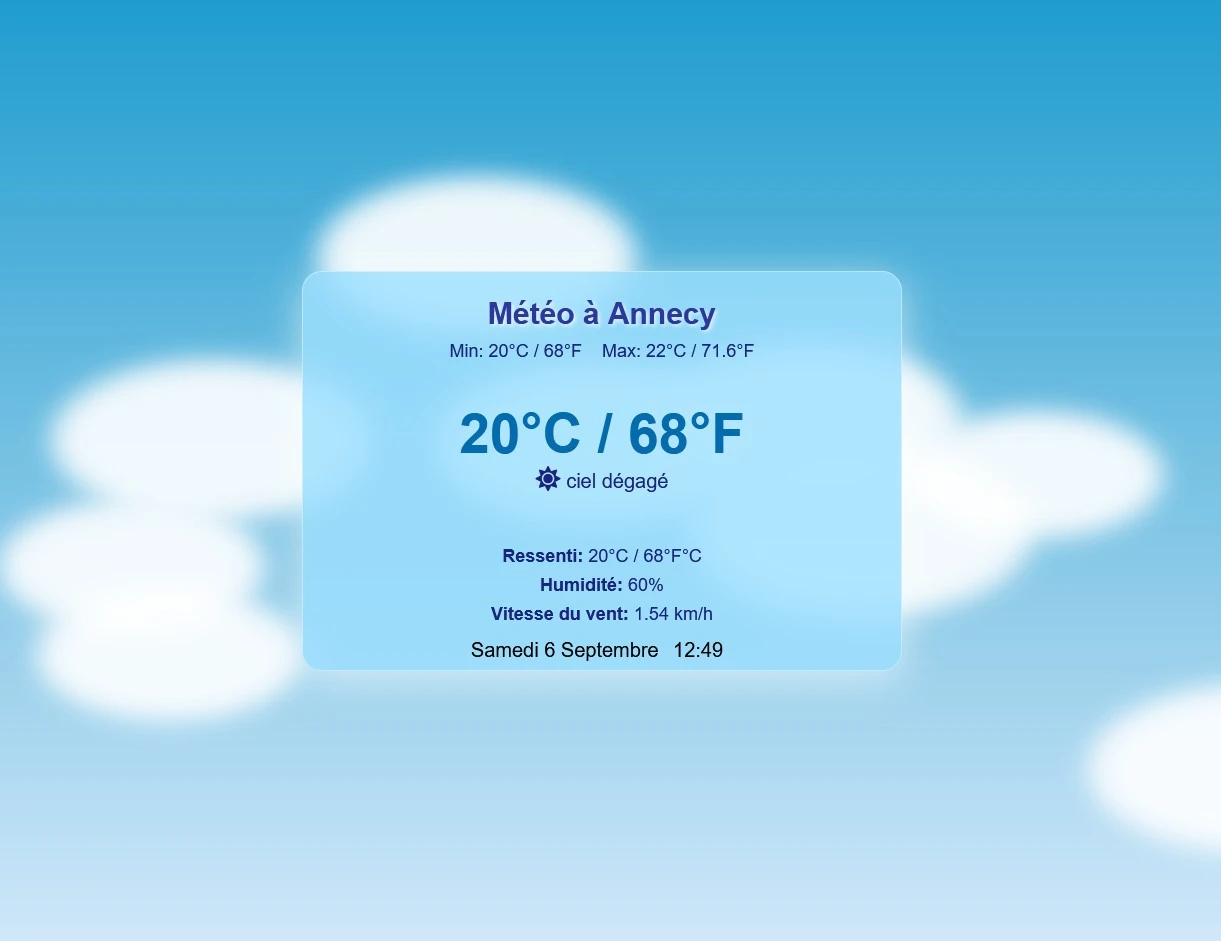 Météo à Annecy
Min: 20°C / 68°F Max: 22°C / 71.6°F
20°C / 68°F
ciel dégagé
Ressenti: 20°C / 68°F°C
Humidité: 60%
Vitesse du vent: 1.54 km/h
Samedi 6 Septembre 12:49